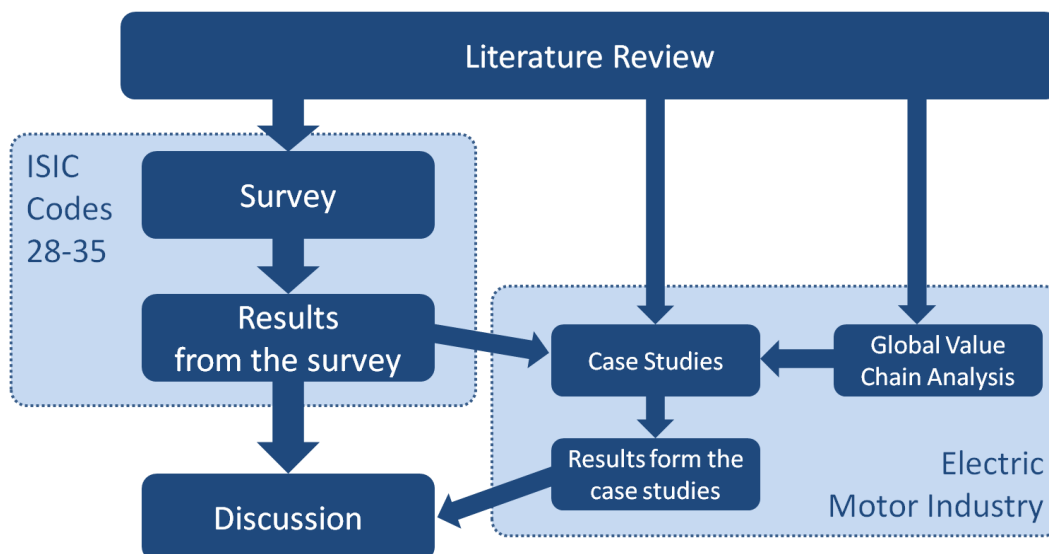 Literature Review
ISIC
Codes
28-35
Survey
Results
from the survey
Case Studies
Global Value
Chain Analysis
Results form the
case studies
Electric
Motor Industry
Discussion